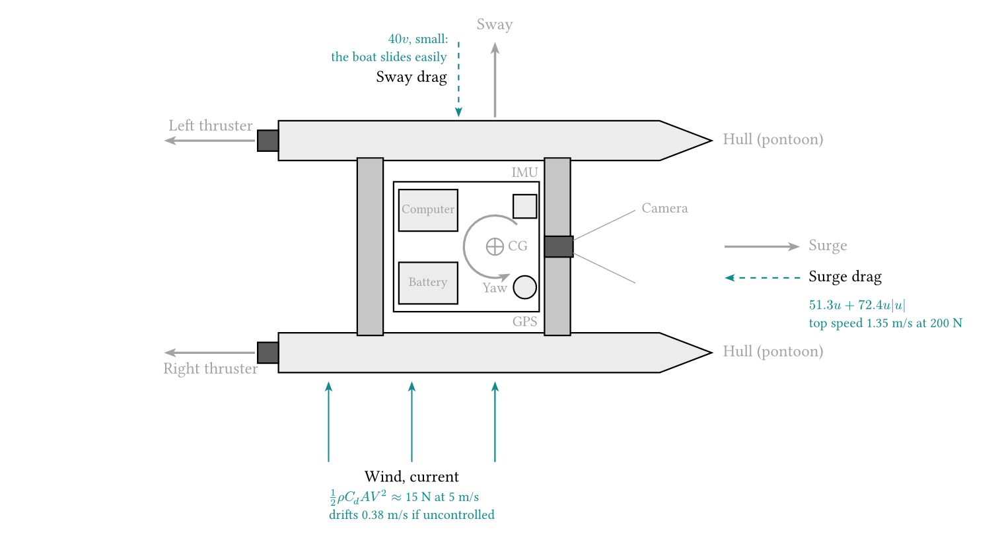 Sway
40v, small:
the boat slides easily
Sway drag
Left thruster
Hull (pontoon)
IMU
Computer
Camera
CG
Surge
Surge drag
Battery
Yaw
51.3u + 72.4u|u|
top speed 1.35 m/s at 200 N
GPS
Hull (pontoon)
Right thruster
Wind, current
½ρC_dAV² ≈ 15 N at 5 m/s
drifts 0.38 m/s if uncontrolled